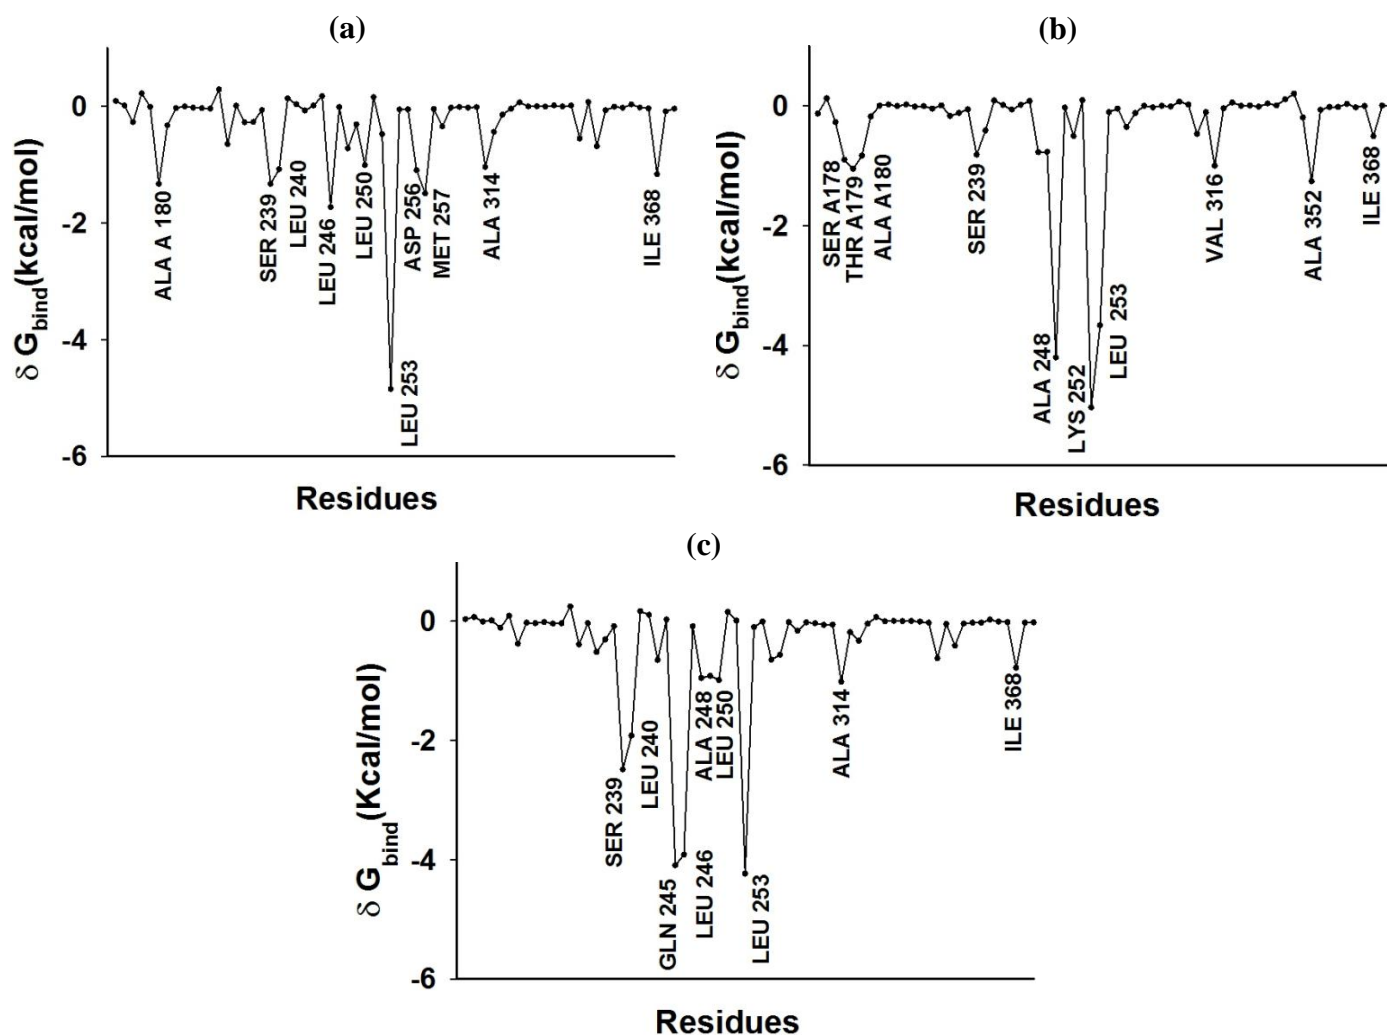 (a)
δ G_bind(kcal/mol)
0
-2
-4
-6
ALA A 180
SER 239
LEU 240
LEU 246
LEU 250
LEU 253
ASP 256
MET 257
ALA 314
ILE 368
Residues
(b)
δ G_bind(kcal/mol)
0
-2
-4
-6
SER A178
THR A179
ALA A180
SER 239
ALA 248
LYS 252
LEU 253
VAL 316
ALA 352
ILE 368
Residues
(c)
δ G_bind(Kcal/mol)
0
-2
-4
-6
SER 239
LEU 240
GLN 245
LEU 246
ALA 248
LEU 250
LEU 253
ALA 314
ILE 368
Residues